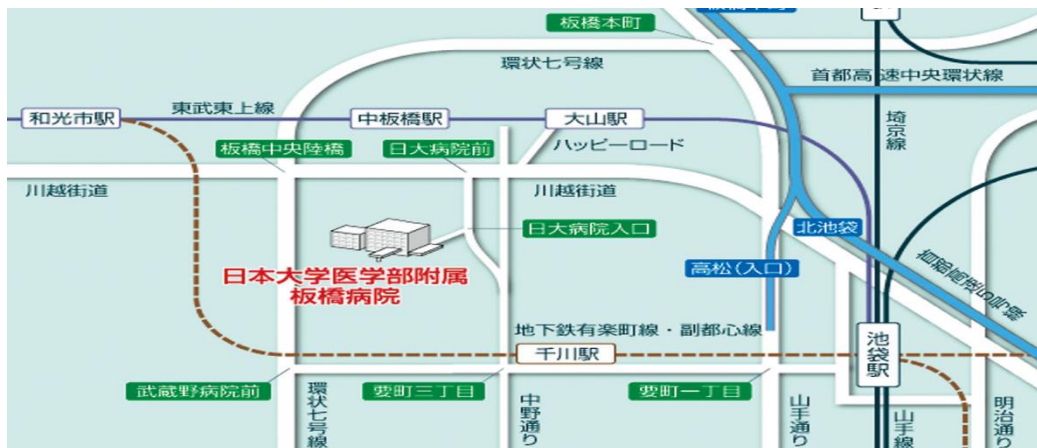 板橋本町
環状七号線
首都高速中央環状線
和光市駅
東武東上線
中板橋駅
大山駅
埼京線
板橋中央陸橋
日大病院前
ハッピーロード
川越街道
川越街道
日大病院入口
北池袋
日本大学医学部附属
板橋病院
高松(入口)
首都高速5号線
地下鉄有楽町線・副都心線
千川駅
池袋駅
武蔵野病院前
環状七号線
要町三丁目
中野通り
要町一丁目
山手通り
山手線
明治通り